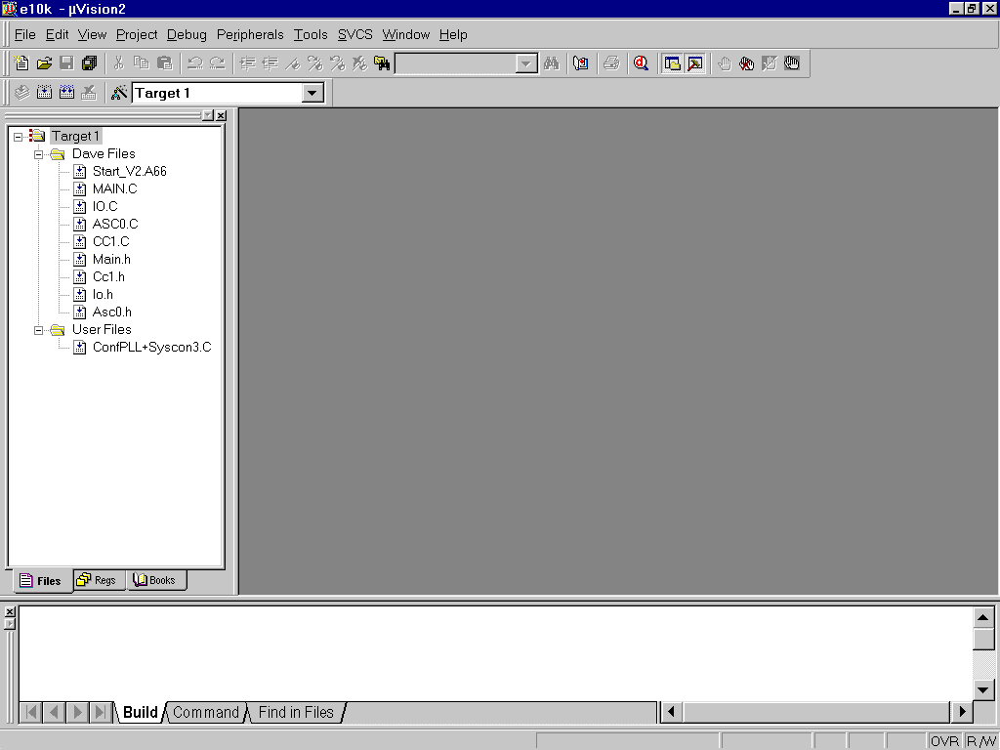 e10k - µVision2
File Edit View Project Debug Peripherals Tools SVCS Window Help
Target 1
Target 1
Dave Files
Start_V2.A66
MAIN.C
IO.C
ASC0.C
CC1.C
Main.h
Cc1.h
Io.h
Asc0.h
User Files
ConfPLL+Syscon3.C
Files Regs Books
Build Command Find in Files
OVR R/W